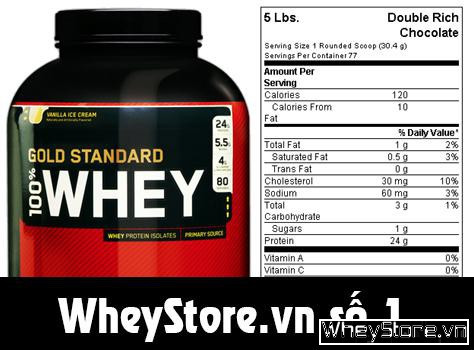 VANILLA ICE CREAM
24g
5.5g
4g
80
GOLD STANDARD
100%
WHEY
WHEY PROTEIN ISOLATES
PRIMARY SOURCE
5 Lbs. Double Rich
Chocolate
Serving Size 1 Rounded Scoop (30.4 g)
Servings Per Container 77
Amount Per
Serving
Calories 120
Calories From 10
Fat
% Daily Value*
Total Fat 1 g 2%
Saturated Fat 0.5 g 3%
Trans Fat 0 g
Cholesterol 30 mg 10%
Sodium 60 mg 3%
Total 3 g 1%
Carbohydrate
Sugars 1 g
Protein 24 g
Vitamin A 0%
Vitamin C 0%
WheyStore.vn số 1
WheyStore.vn